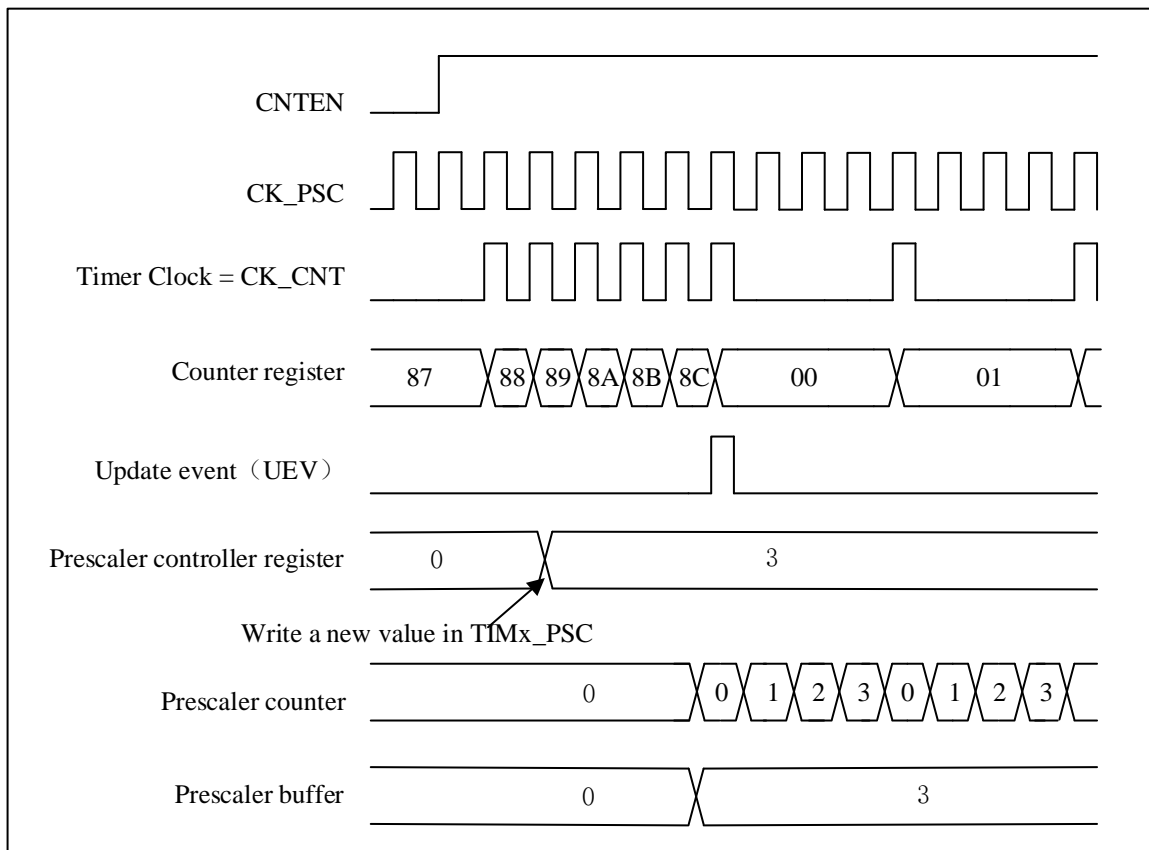 CNTEN
CK_PSC
Timer Clock = CK_CNT
Counter register
87 88 89 8A 8B 8C 00 01
Update event（UEV）
Prescaler controller register
0 3
Write a new value in TIMx_PSC
Prescaler counter
0 0 1 2 3 0 1 2 3
Prescaler buffer
0 3